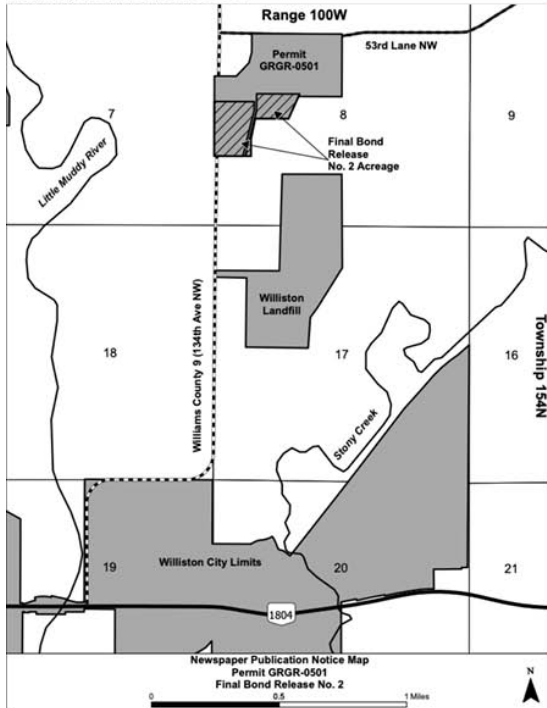 Range 100W
53rd Lane NW
Permit
GRGR-0501
7
8
9
Little Muddy River
Final Bond
Release
No. 2 Acreage
Williston
Landfill
Williams County 9 (134th Ave NW)
18
17
16
Township 154N
Stony Creek
19
Williston City Limits
20
21
1804
Newspaper Publication Notice Map
Permit GRGR-0501
Final Bond Release No. 2
N
0
0.5
1 Miles